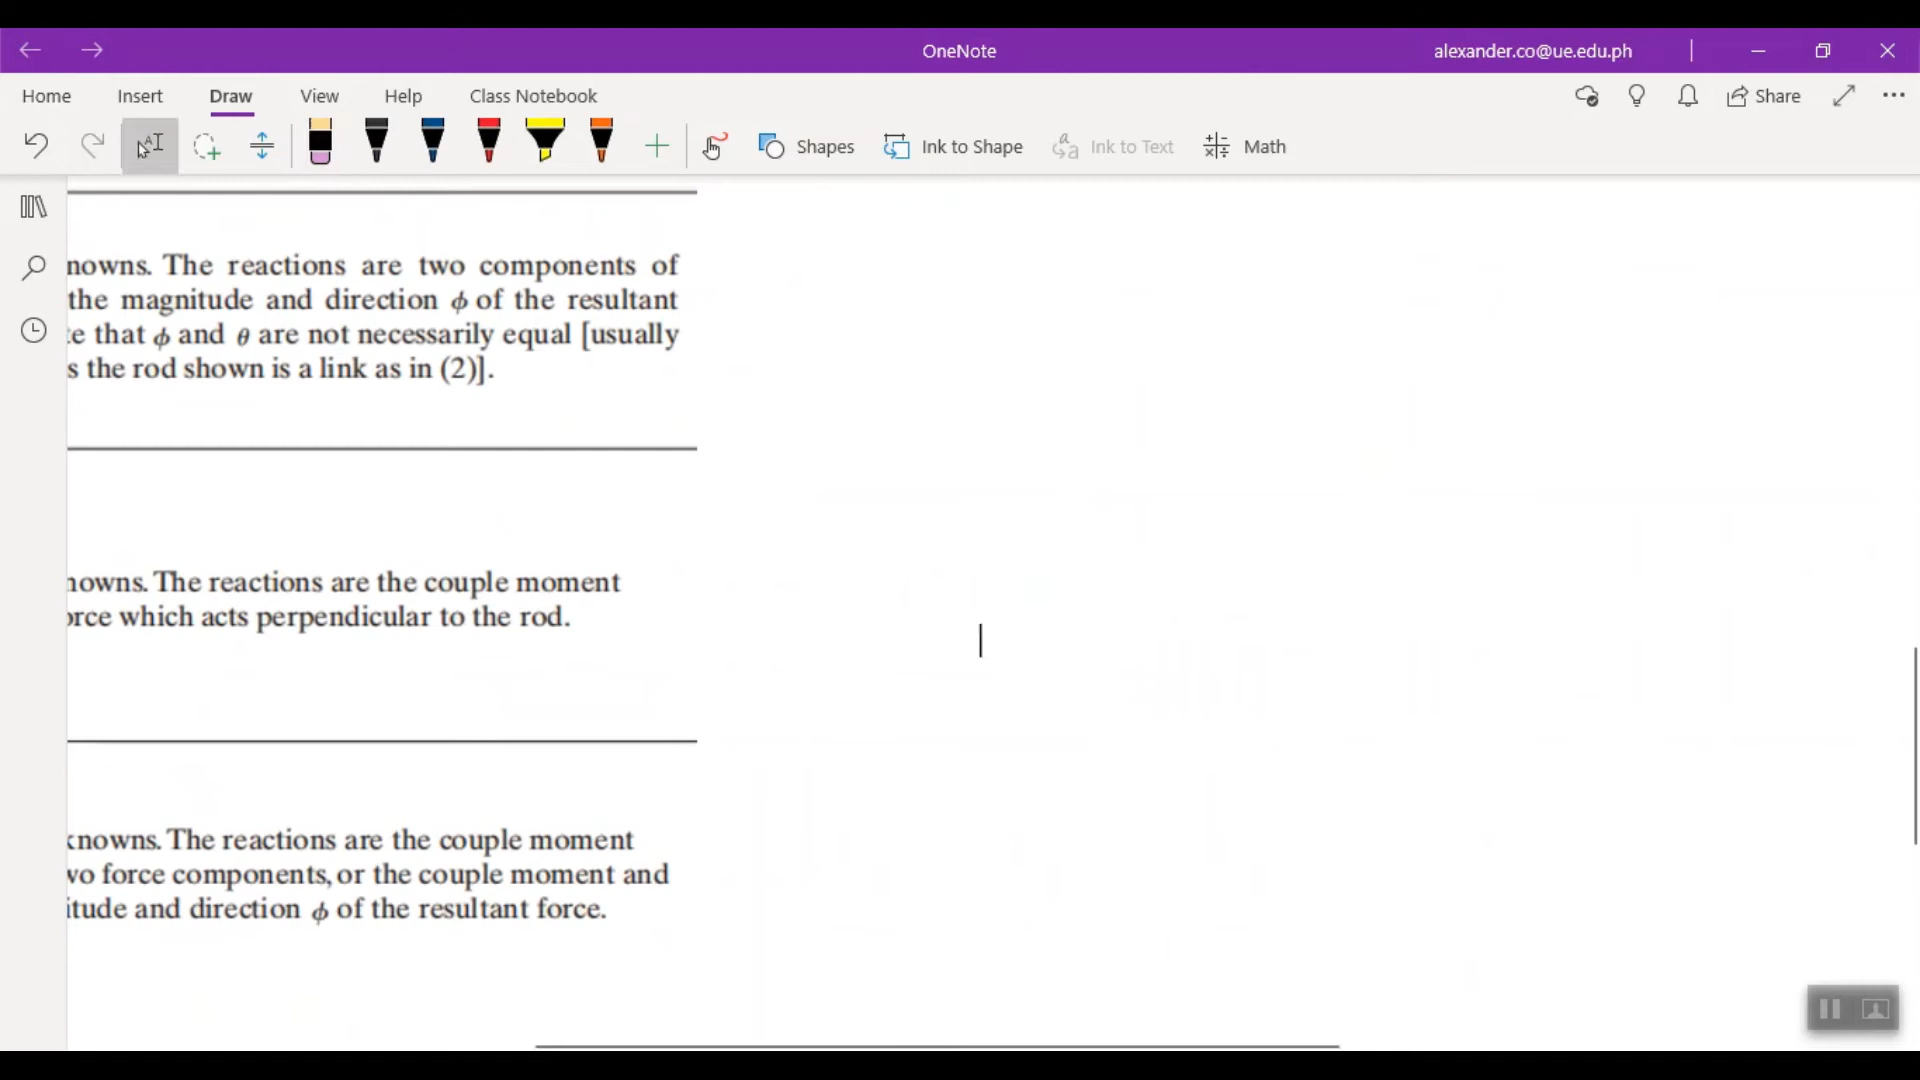 OneNote
alexander.co@ue.edu.ph
Home Insert Draw View Help Class Notebook
Share
Shapes Ink to Shape Ink to Text Math
nowns. The reactions are two components of
the magnitude and direction ϕ of the resultant
e that ϕ and θ are not necessarily equal [usually
s the rod shown is a link as in (2)].
nowns. The reactions are the couple moment
orce which acts perpendicular to the rod.
knowns. The reactions are the couple moment
wo force components, or the couple moment and
itude and direction ϕ of the resultant force.